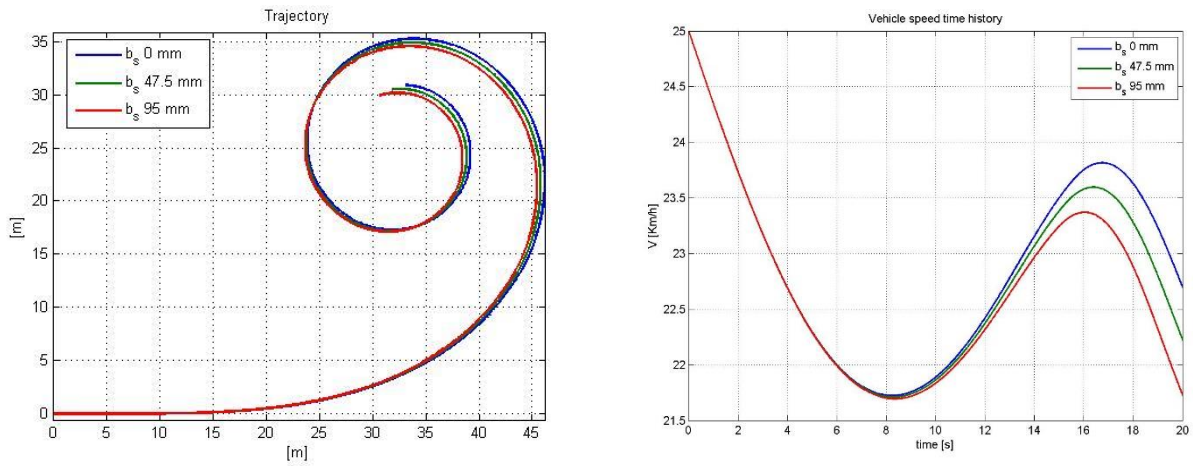 Trajectory
35
30
25
20
15
10
5
0
[m]
b_s 0 mm
b_s 47.5 mm
b_s 95 mm
0 5 10 15 20 25 30 35 40 45
[m]
Vehicle speed time history
25
24.5
24
23.5
23
22.5
22
21.5
V [Km/h]
b_s 0 mm
b_s 47.5 mm
b_s 95 mm
0 2 4 6 8 10 12 14 16 18 20
time [s]